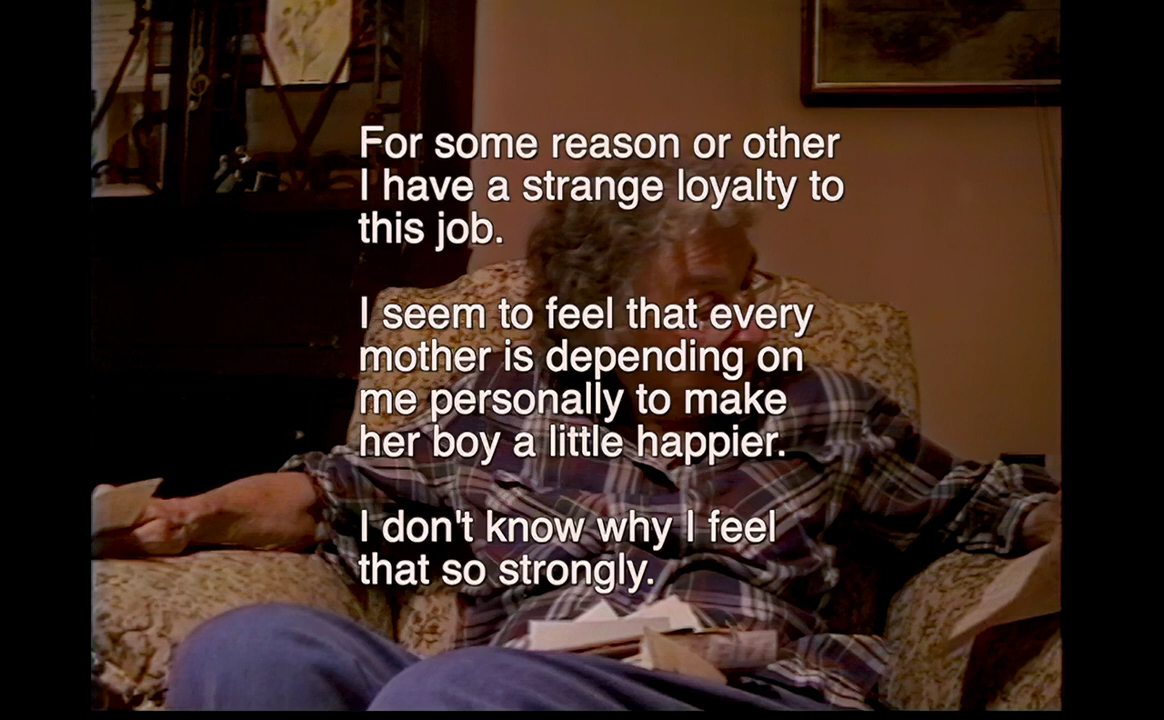 For some reason or other
I have a strange loyalty to
this job.
I seem to feel that every
mother is depending on
me personally to make
her boy a little happier.
I don't know why I feel
that so strongly.